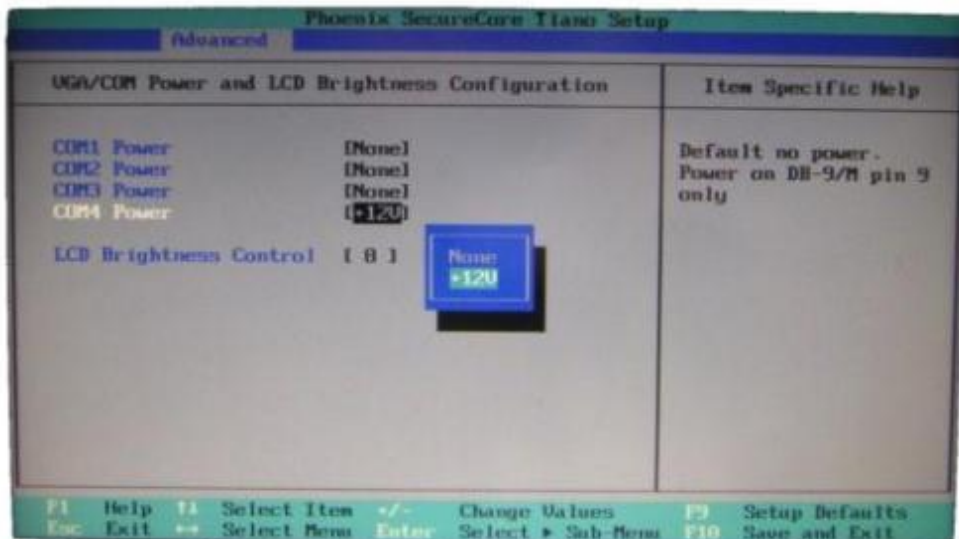 Phoenix SecureCore Tiano Setup
Advanced
VGA/COM Power and LCD Brightness Configuration
Item Specific Help
COM1 Power [None]
COM2 Power [None]
COM3 Power [None]
COM4 Power [+12V]
LCD Brightness Control [ 8 ]
None
+12V
Default no power.
Power on DB-9/M pin 9
only
F1 Help ↑↓ Select Item +/- Change Values F9 Setup Defaults
Esc Exit ↔ Select Menu Enter Select ▶ Sub-Menu F10 Save and Exit